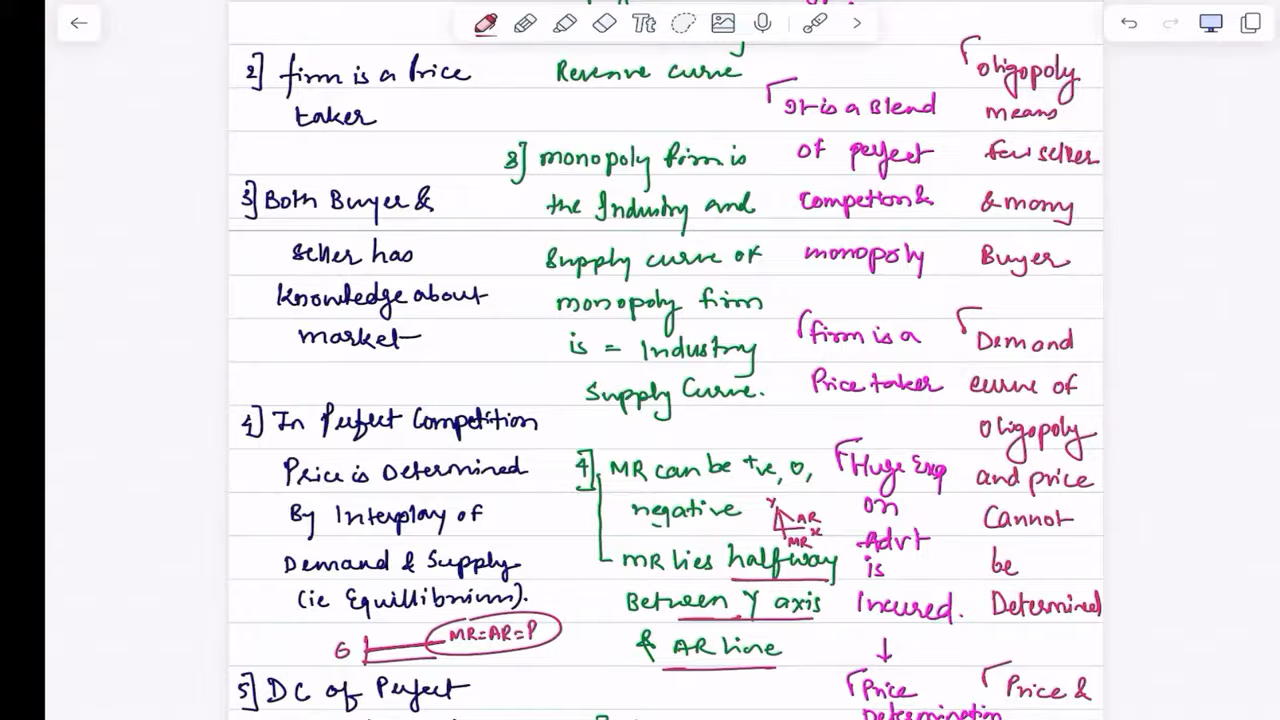 2] firm is a Price
taker
3] Both Buyer &
seller has
knowledge about
market
4] In Perfect Competition
Price is Determined
By Interplay of
Demand & Supply
(ie Equillibrium).
MR=AR=P
5] DC of Perfect
Revenue curve
3] monopoly firm is
the Industry and
Supply curve of
monopoly firm
is = Industry
Supply Curve.
4] MR can be +ve, 0,
negative
Y
AR
X
MR
MR lies halfway
Between Y axis
& AR line
It is a Blend
of perfect
Competion &
monopoly
firm is a
Price taker
Huge Exp
on
Advt
is
Incured.
Price
Determination
oligopoly
means
few seller
& many
Buyer
Demand
curve of
oligopoly
and price
Cannot
be
Determined
Price &
Tt